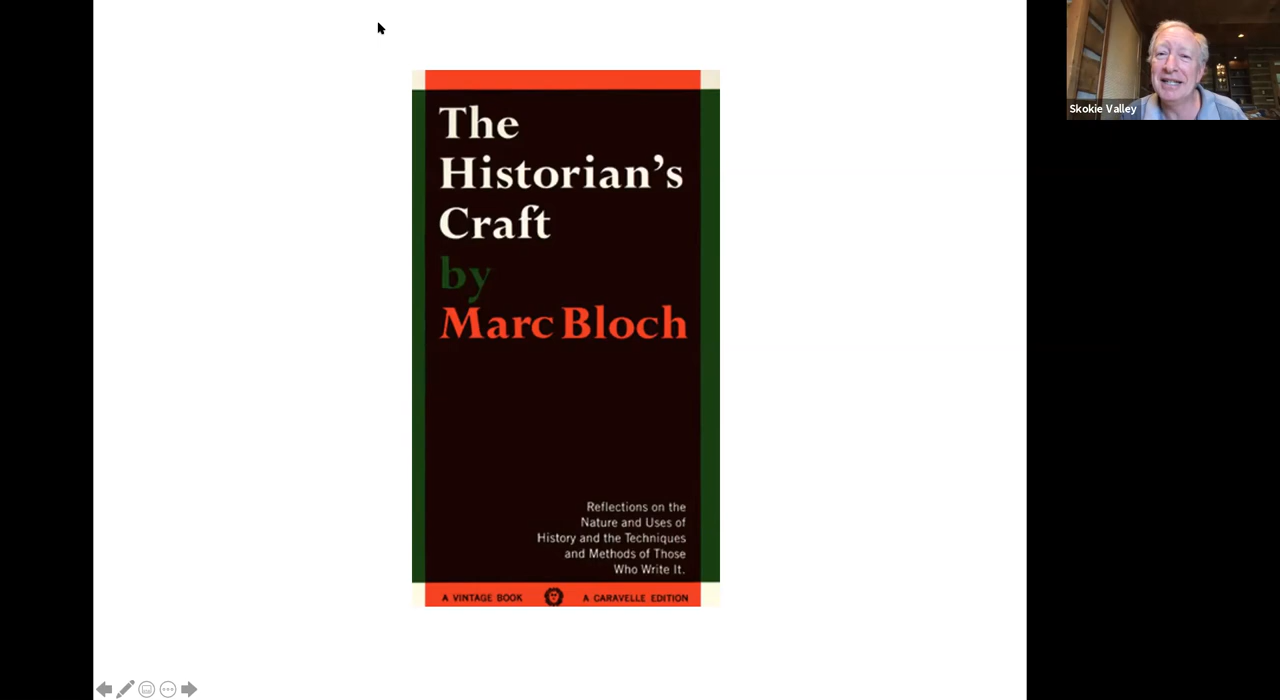 The
Historian's
Craft
by
Marc Bloch
Reflections on the
Nature and Uses of
History and the Techniques
and Methods of Those
Who Write It.
A VINTAGE BOOK A CARAVELLE EDITION
Skokie Valley